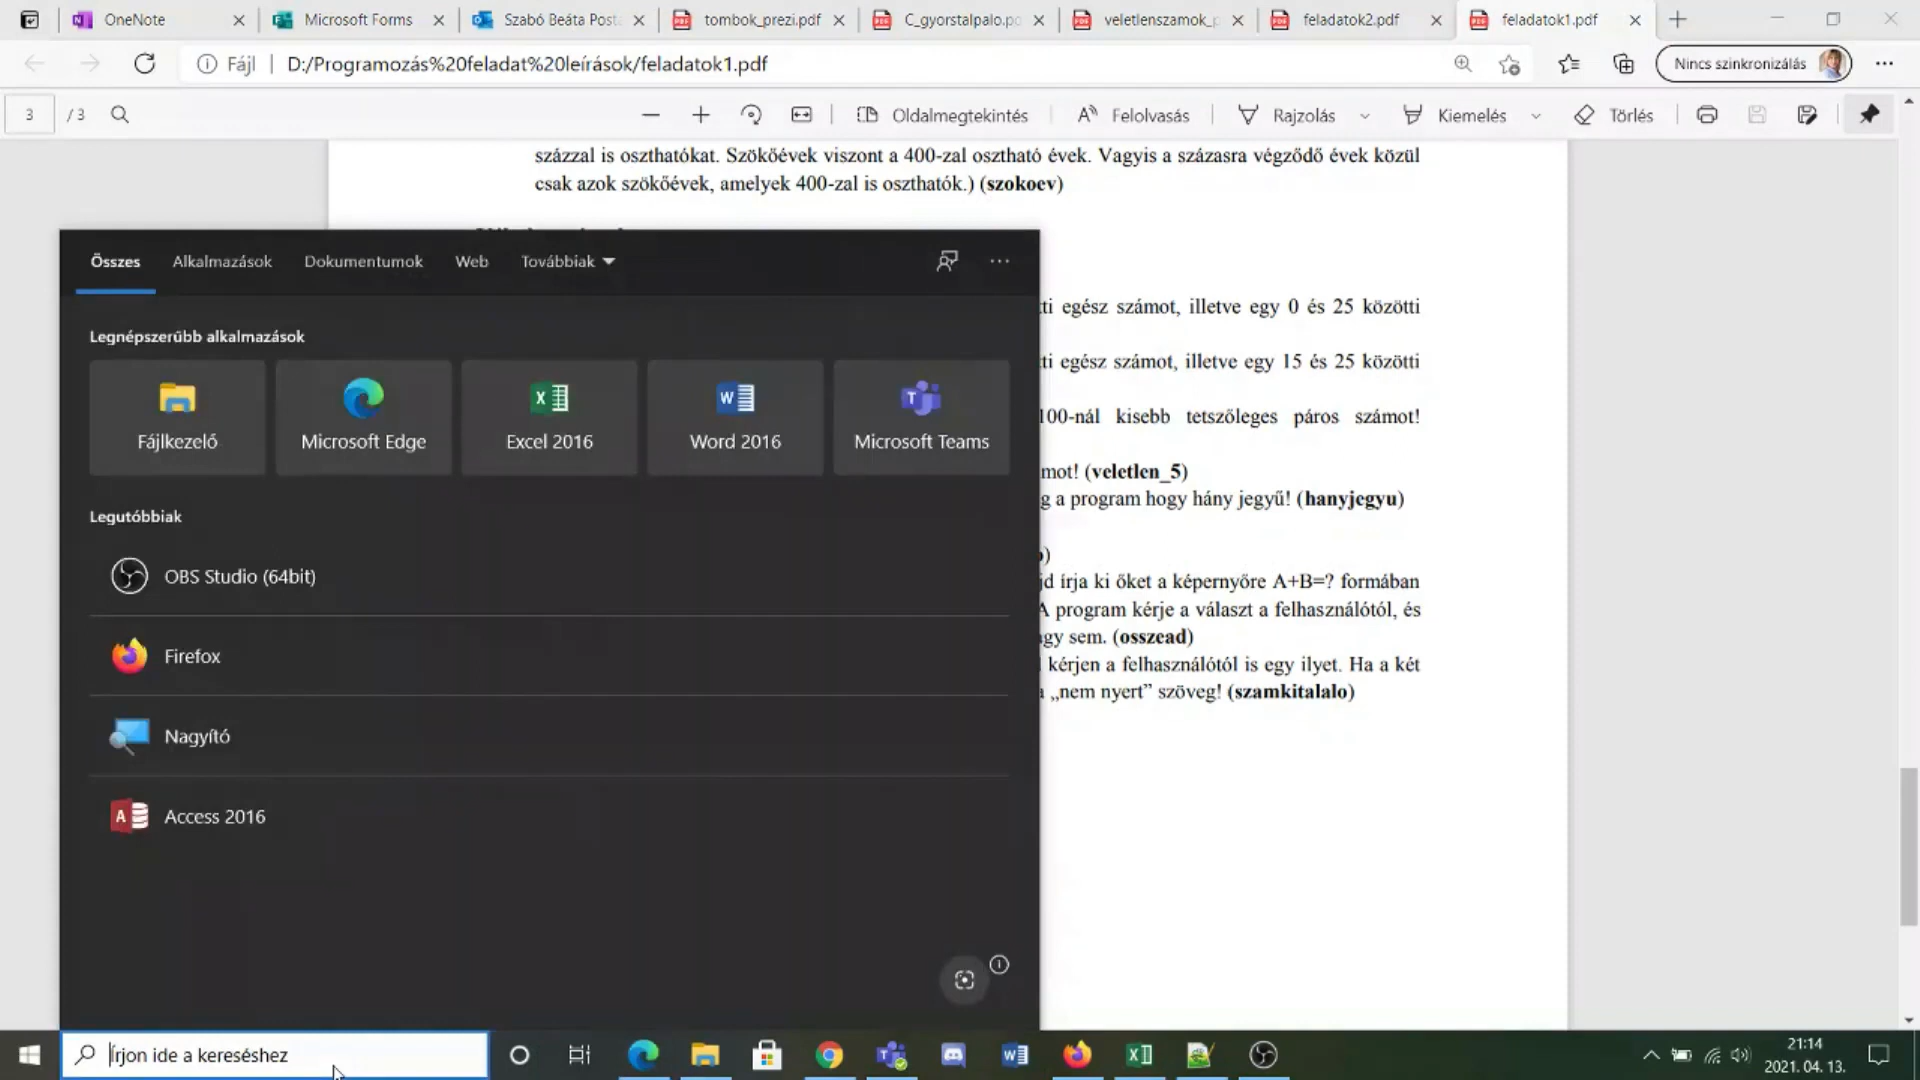 OneNote
Microsoft Forms
Szabó Beáta Posta
tombok_prezi.pdf
C_gyorstalpalo.po
veletlenszamok_p
feladatok2.pdf
feladatok1.pdf
Fájl
D:/Programozás%20feladat%20leírások/feladatok1.pdf
Nincs szinkronizálás
3
/ 3
Oldalmegtekintés
Felolvasás
Rajzolás
Kiemelés
Törlés
százzal is oszthatókat. Szökőévek viszont a 400-zal osztható évek. Vagyis a százasra végződő évek közül
csak azok szökőévek, amelyek 400-zal is oszthatók.) (szokoev)
Összes
Alkalmazások
Dokumentumok
Web
Továbbiak
tti egész számot, illetve egy 0 és 25 közötti
Legnépszerűbb alkalmazások
tti egész számot, illetve egy 15 és 25 közötti
100-nál kisebb tetszőleges páros számot!
Fájlkezelő
Microsoft Edge
Excel 2016
Word 2016
Microsoft Teams
mot! (veletlen_5)
g a program hogy hány jegyű! (hanyjegyu)
Legutóbbiak
OBS Studio (64bit)
jd írja ki őket a képernyőre A+B=? formában
A program kérje a választ a felhasználótól, és
gy sem. (osszead)
Firefox
kérjen a felhasználótól is egy ilyet. Ha a két
a „nem nyert” szöveg! (szamkitalalo)
Nagyító
Access 2016
Írjon ide a kereséshez
21:14
2021. 04. 13.